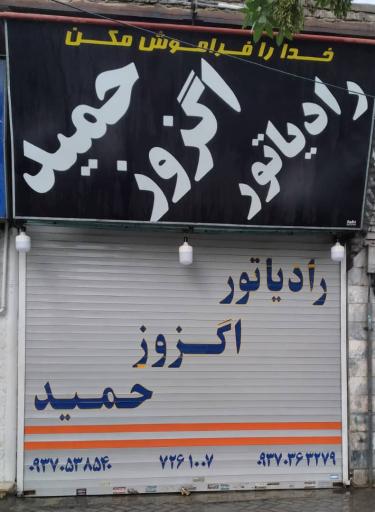 خدا را فراموش مکن
رادیاتور
اگزوز
حمید
رادیاتور
اگزوز
حمید
۰۹۳۷۰۳۶۳۲۷۹
۷۲۶۱۰۰۷
۰۹۳۷۰۵۳۸۵۴۰